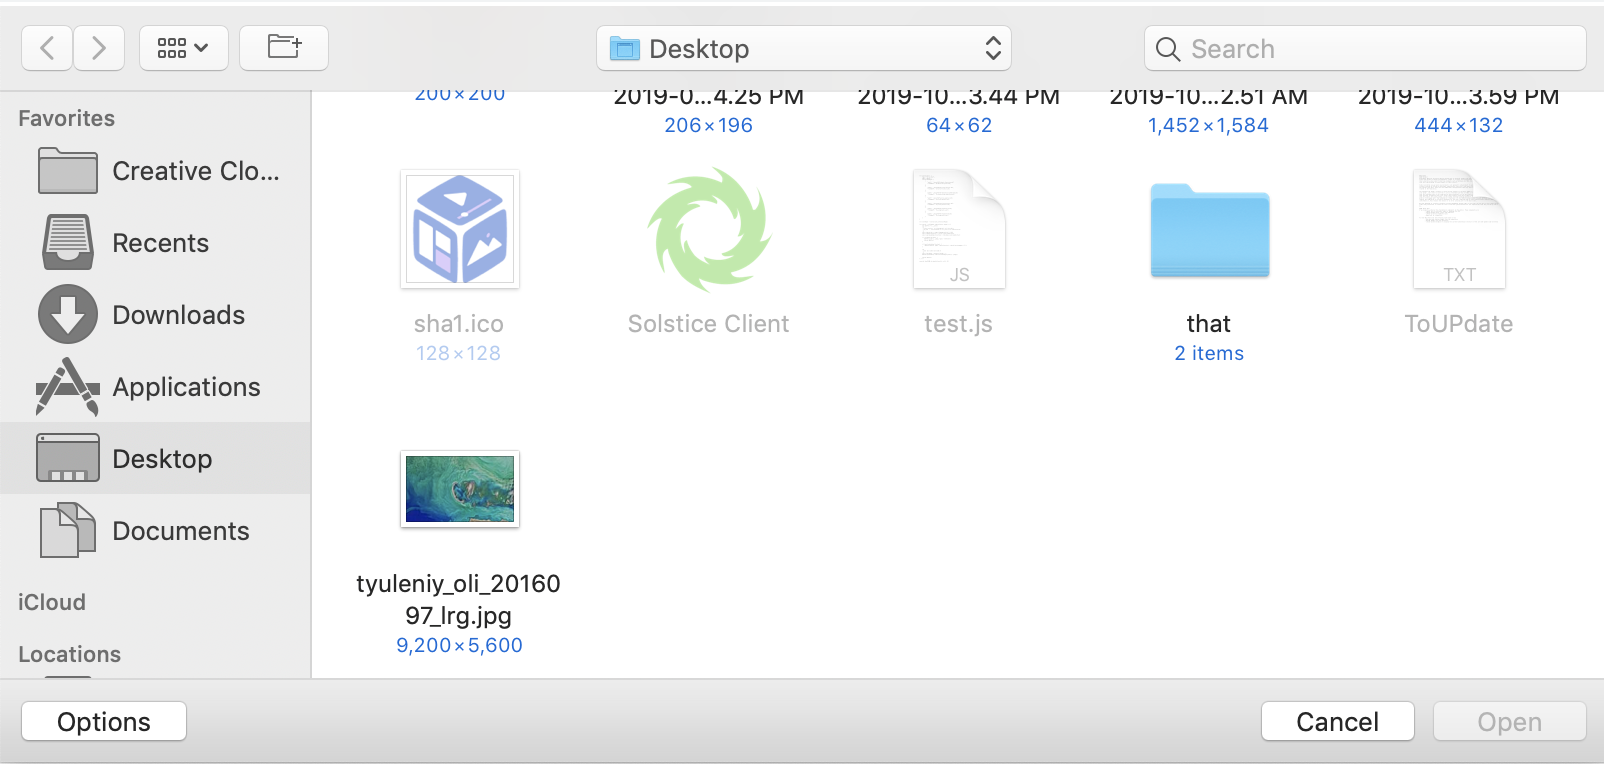 Desktop
Search
Favorites
Creative Clo...
Recents
Downloads
Applications
Desktop
Documents
iCloud
Locations
200×200
2019-0...4.25 PM
206×196
2019-10...3.44 PM
64×62
2019-10...2.51 AM
1,452×1,584
2019-10...3.59 PM
444×132
sha1.ico
128×128
Solstice Client
JS
test.js
that
2 items
TXT
ToUPdate
tyuleniy_oli_20160
97_lrg.jpg
9,200×5,600
Options
Cancel
Open